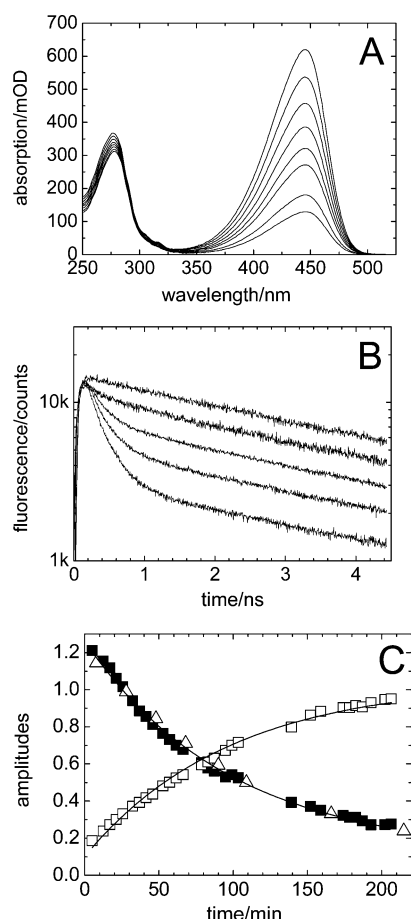 A
absorption/mOD
700
600
500
400
300
200
100
0
250 300 350 400 450 500
wavelength/nm
B
fluorescence/counts
10k
1k
0 1 2 3 4
time/ns
C
amplitudes
1.2
1.0
0.8
0.6
0.4
0.2
0.0
0 50 100 150 200
time/min